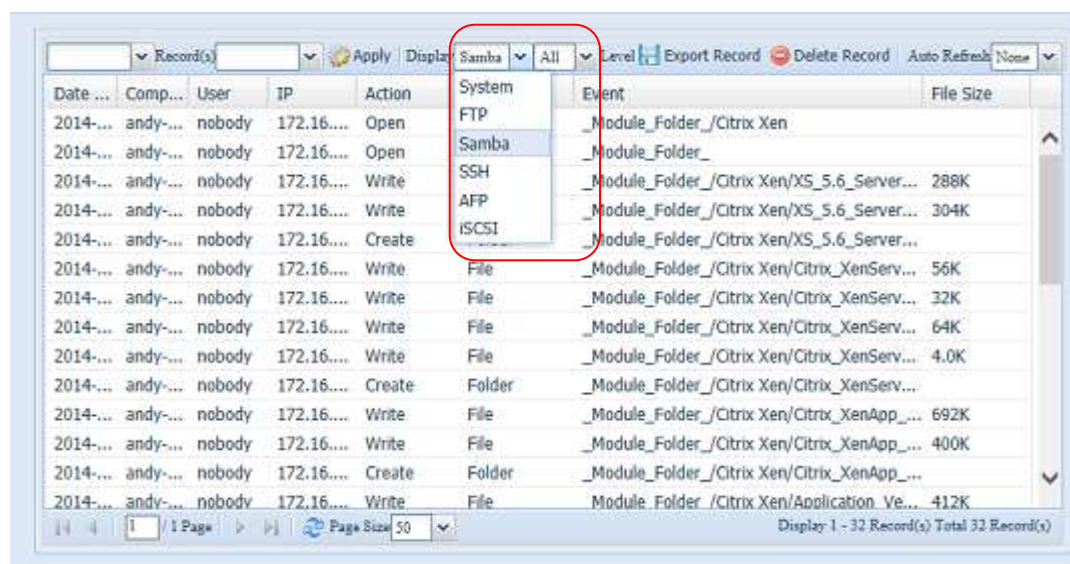 Record(s) Apply Display Samba All Level Export Record Delete Record Auto Refresh None
Date ... Comp... User IP Action Event File Size
System
FTP
Samba
SSH
AFP
iSCSI
2014-... andy-... nobody 172.16.... Open _Module_Folder_/Citrix Xen
2014-... andy-... nobody 172.16.... Open _Module_Folder_
2014-... andy-... nobody 172.16.... Write _Module_Folder_/Citrix Xen/XS_5.6_Server... 288K
2014-... andy-... nobody 172.16.... Write _Module_Folder_/Citrix Xen/XS_5.6_Server... 304K
2014-... andy-... nobody 172.16.... Create _Module_Folder_/Citrix Xen/XS_5.6_Server...
2014-... andy-... nobody 172.16.... Write File _Module_Folder_/Citrix Xen/Citrix_XenServ... 56K
2014-... andy-... nobody 172.16.... Write File _Module_Folder_/Citrix Xen/Citrix_XenServ... 32K
2014-... andy-... nobody 172.16.... Write File _Module_Folder_/Citrix Xen/Citrix_XenServ... 64K
2014-... andy-... nobody 172.16.... Write File _Module_Folder_/Citrix Xen/Citrix_XenServ... 4.0K
2014-... andy-... nobody 172.16.... Create Folder _Module_Folder_/Citrix Xen/Citrix_XenServ...
2014-... andy-... nobody 172.16.... Write File _Module_Folder_/Citrix Xen/Citrix_XenApp_... 692K
2014-... andy-... nobody 172.16.... Write File _Module_Folder_/Citrix Xen/Citrix_XenApp_... 400K
2014-... andy-... nobody 172.16.... Create Folder _Module_Folder_/Citrix Xen/Citrix_XenApp_...
2014-... andy-... nobody 172.16.... Write File _Module_Folder_/Citrix Xen/Application_Ve... 412K
1 / 1 Page Page Size 50 Display 1 - 32 Record(s) Total 32 Record(s)